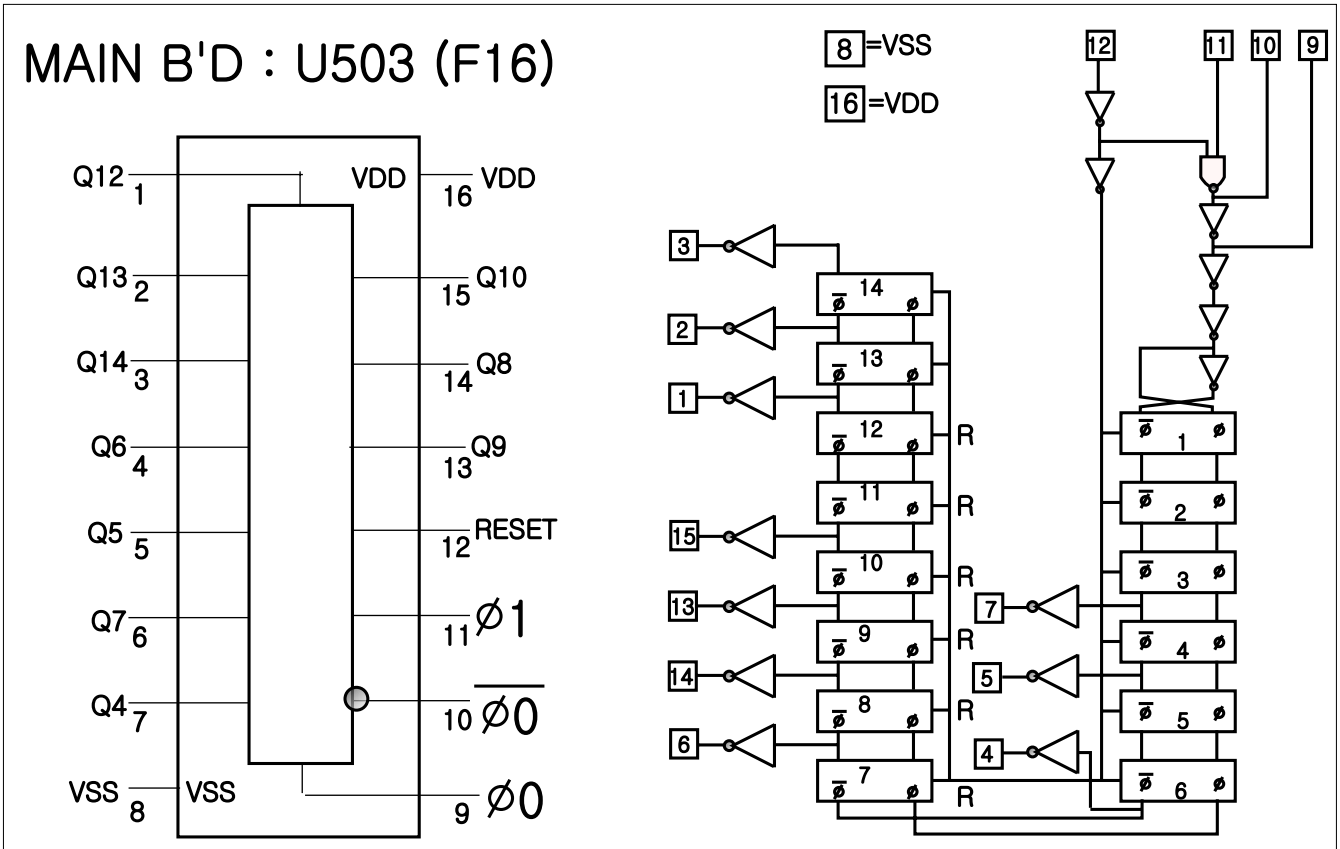 MAIN B'D : U503 (F16)
8 =VSS
16 =VDD
12 11 10 9
Q12 1
VDD 16 VDD
Q13 2
15 Q10
Q14 3
14 Q8
Q6 4
13 Q9
Q5 5
12 RESET
Q7 6
11 Ø1
Q4 7
10 Ø̅0̅
VSS 8 VSS
9 Ø0
3
14
ø̅ ø
2
13
ø̅ ø
1
12
ø̅ ø
R
11
ø̅ ø
R
15
10
ø̅ ø
R
13
9
ø̅ ø
R
14
8
ø̅ ø
R
6
7
ø̅ ø
R
ø̅ 1 ø
ø̅ 2 ø
ø̅ 3 ø
7
ø̅ 4 ø
5
ø̅ 5 ø
4
ø̅ 6 ø